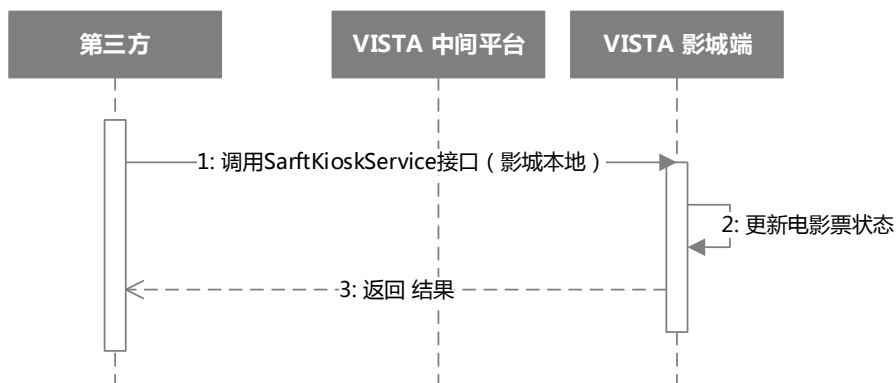 第三方
VISTA 中间平台
VISTA 影城端
1: 调用SarftKioskService接口（影城本地）
2: 更新电影票状态
3: 返回 结果